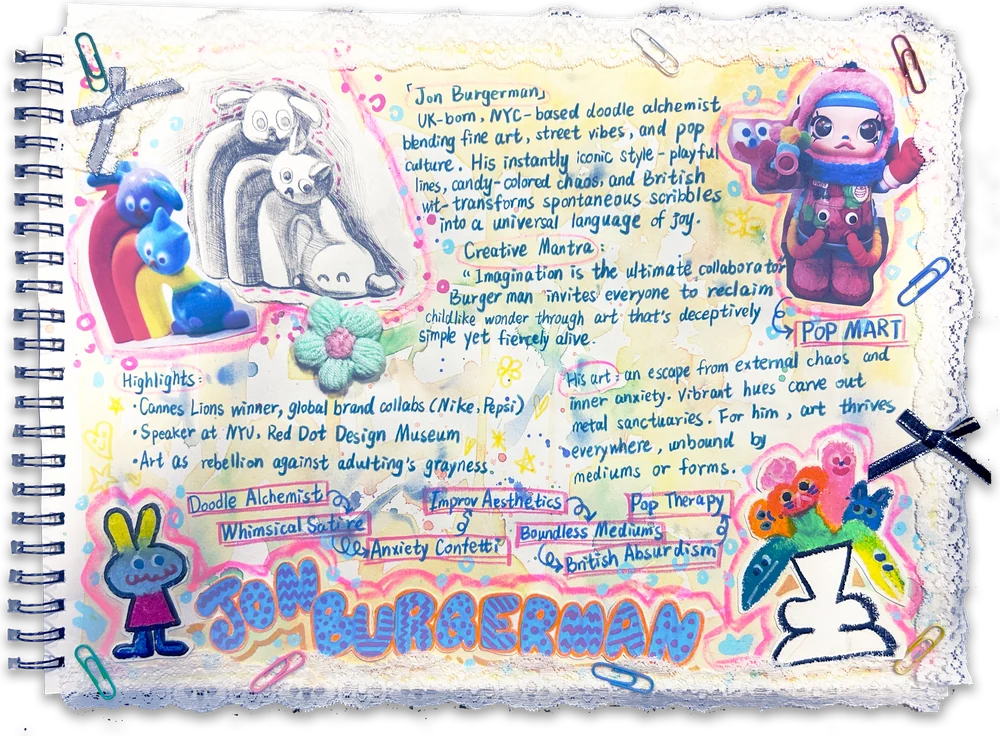 「Jon Burgerman」
UK-born, NYC-based doodle alchemist
blending fine art, street vibes, and pop
culture. His instantly iconic style-playful
lines, candy-colored chaos, and British
wit-transforms spontaneous scribbles
into a universal language of joy.
Creative Mantra:
"Imagination is the ultimate collaborator
Burgerman invites everyone to reclaim
childlike wonder through art that's deceptively
simple yet fiercely alive.
POP MART
Highlights:
·Cannes Lions winner, global brand collabs (Nike, Pepsi)
·Speaker at NYU, Red Dot Design Museum
·Art as rebellion against adulting's grayness.
His art: an escape from external chaos and
inner anxiety. Vibrant hues carve out
metal sanctuaries. For him, art thrives
everywhere, unbound by
mediums or forms.
Doodle Alchemist
Whimsical Satire
Anxiety Confetti
Improv Aesthetics
Boundless Mediums
Pop Therapy
British Absurdism
JON BURGERMAN